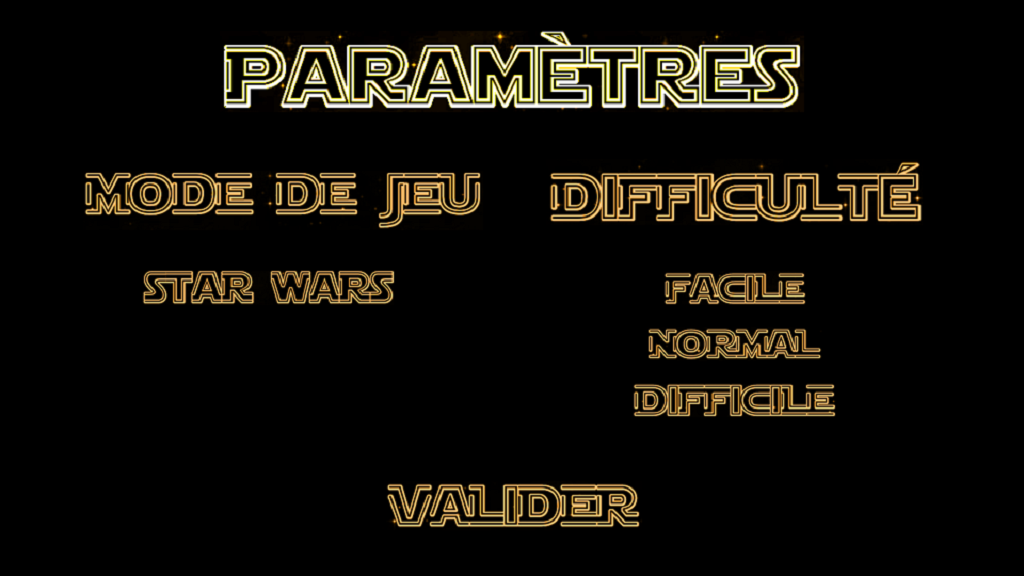 PARAMÈTRES
MODE DE JEU
STAR WARS
DIFFICULTÉ
FACILE
NORMAL
DIFFICILE
VALIDER